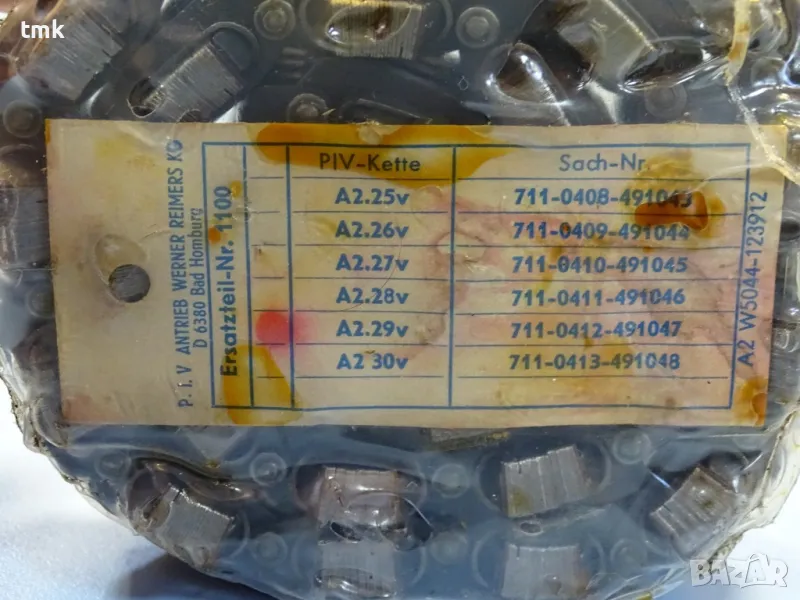 tmk
P. I. V ANTRIEB WERNER REIMERS KG
D 6380 Bad Homburg
Ersatzteil-Nr. 1100
PIV-Kette Sach-Nr.
A2.25v 711-0408-491043
A2.26v 711-0409-491044
A2.27v 711-0410-491045
A2.28v 711-0411-491046
A2.29v 711-0412-491047
A2 30v 711-0413-491048
A2 W5044-123912
BAZAR